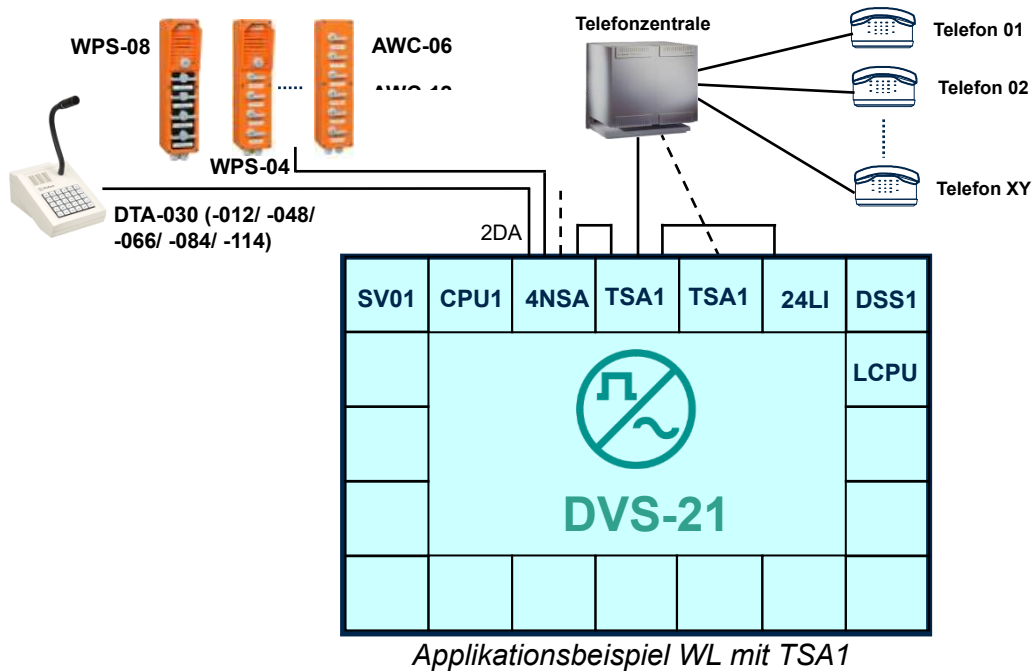 WPS-08
AWC-06
Telefonzentrale
Telefon 01
Telefon 02
WPS-04
Telefon XY
DTA-030 (-012/ -048/
-066/ -084/ -114)
2DA
SV01 CPU1 4NSA TSA1 TSA1 24LI DSS1
LCPU
DVS-21
Applikationsbeispiel WL mit TSA1